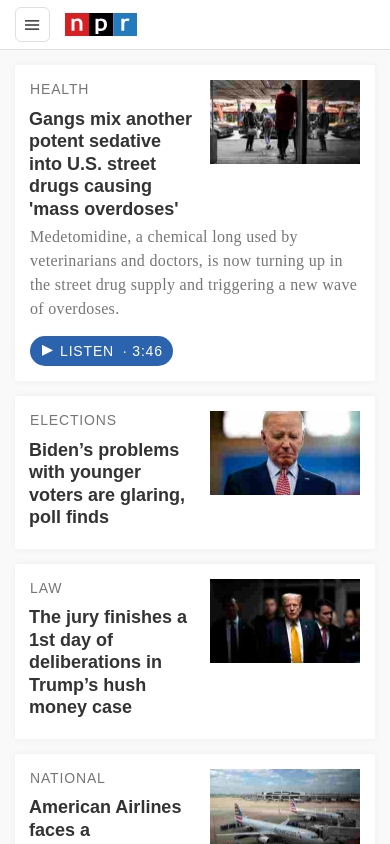 npr
HEALTH
Gangs mix another
potent sedative
into U.S. street
drugs causing
'mass overdoses'
Medetomidine, a chemical long used by
veterinarians and doctors, is now turning up in
the street drug supply and triggering a new wave
of overdoses.
LISTEN · 3:46
ELECTIONS
Biden’s problems
with younger
voters are glaring,
poll finds
LAW
The jury finishes a
1st day of
deliberations in
Trump’s hush
money case
NATIONAL
American Airlines
faces a